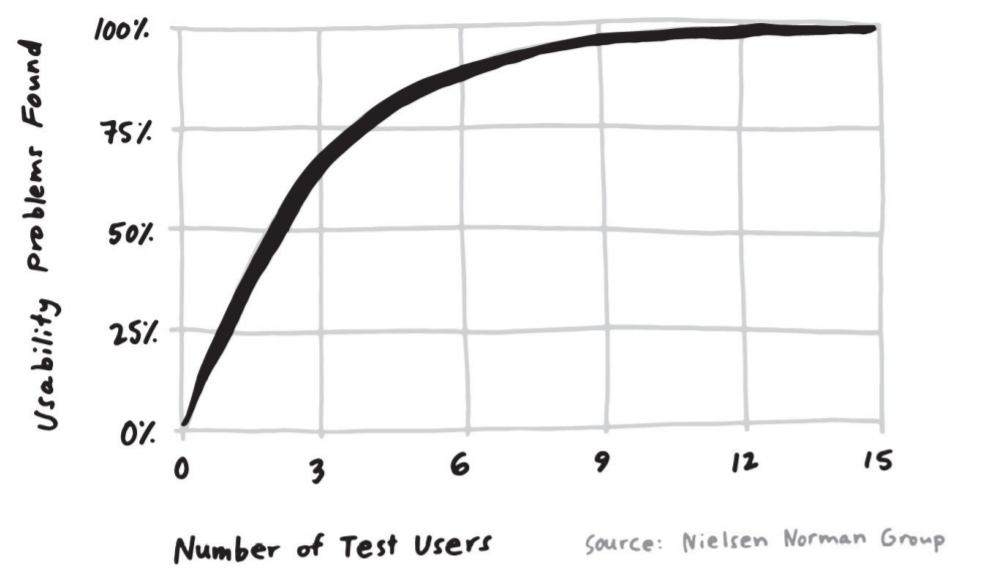 Usability problems Found
100%
75%
50%
25%
0%
0 3 6 9 12 15
Number of Test Users
Source: Nielsen Norman Group